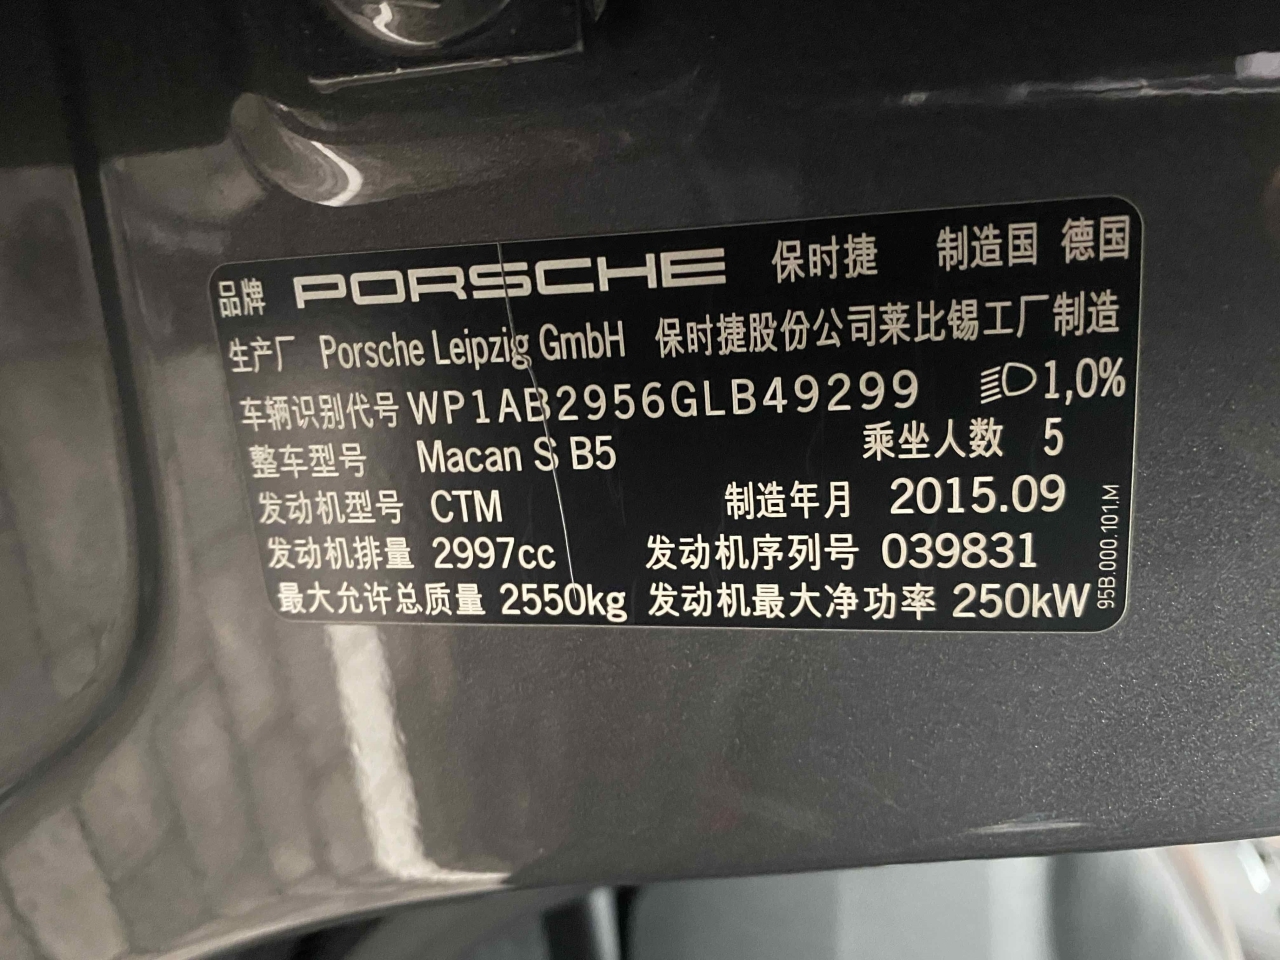 品牌 PORSCHE 保时捷 制造国 德国
生产厂 Porsche Leipzig GmbH 保时捷股份公司莱比锡工厂制造
车辆识别代号 WP1AB2956GLB49299 1,0%
整车型号 Macan S B5 乘坐人数 5
发动机型号 CTM 制造年月 2015.09
发动机排量 2997cc 发动机序列号 039831
最大允许总质量 2550kg 发动机最大净功率 250kW
95B.000.101.M